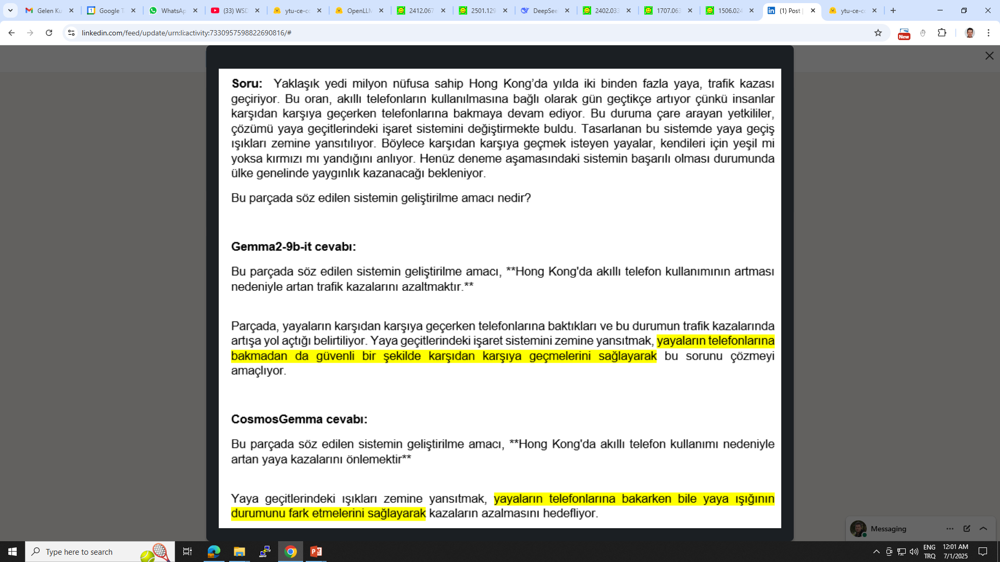 Gelen Ku
Google T
WhatsAp
(33) WSD
ytu-ce-co
OpenLLM
2412.067
2501.129
DeepSee
2402.033
1707.063
1506.024
(1) Post |
ytu-ce-co
linkedin.com/feed/update/urn:li:activity:7330957598822690816/#
New
Soru: Yaklaşık yedi milyon nüfusa sahip Hong Kong’da yılda iki binden fazla yaya, trafik kazası
geçiriyor. Bu oran, akıllı telefonların kullanılmasına bağlı olarak gün geçtikçe artıyor çünkü insanlar
karşıdan karşıya geçerken telefonlarına bakmaya devam ediyor. Bu duruma çare arayan yetkililer,
çözümü yaya geçitlerindeki işaret sistemini değiştirmekte buldu. Tasarlanan bu sistemde yaya geçiş
ışıkları zemine yansıtılıyor. Böylece karşıdan karşıya geçmek isteyen yayalar, kendileri için yeşil mi
yoksa kırmızı mı yandığını anlıyor. Henüz deneme aşamasındaki sistemin başarılı olması durumunda
ülke genelinde yaygınlık kazanacağı bekleniyor.
Bu parçada söz edilen sistemin geliştirilme amacı nedir?
Gemma2-9b-it cevabı:
Bu parçada söz edilen sistemin geliştirilme amacı, **Hong Kong'da akıllı telefon kullanımının artması
nedeniyle artan trafik kazalarını azaltmaktır.**
Parçada, yayaların karşıdan karşıya geçerken telefonlarına baktıkları ve bu durumun trafik kazalarında
artışa yol açtığı belirtiliyor. Yaya geçitlerindeki işaret sistemini zemine yansıtmak, yayaların telefonlarına
bakmadan da güvenli bir şekilde karşıdan karşıya geçmelerini sağlayarak bu sorunu çözmeyi
amaçlıyor.
CosmosGemma cevabı:
Bu parçada söz edilen sistemin geliştirilme amacı, **Hong Kong'da akıllı telefon kullanımı nedeniyle
artan yaya kazalarını önlemektir**
Yaya geçitlerindeki ışıkları zemine yansıtmak, yayaların telefonlarına bakarken bile yaya ışığının
durumunu fark etmelerini sağlayarak kazaların azalmasını hedefliyor.
Messaging
Type here to search
ENG
TRQ
12:01 AM
7/1/2025